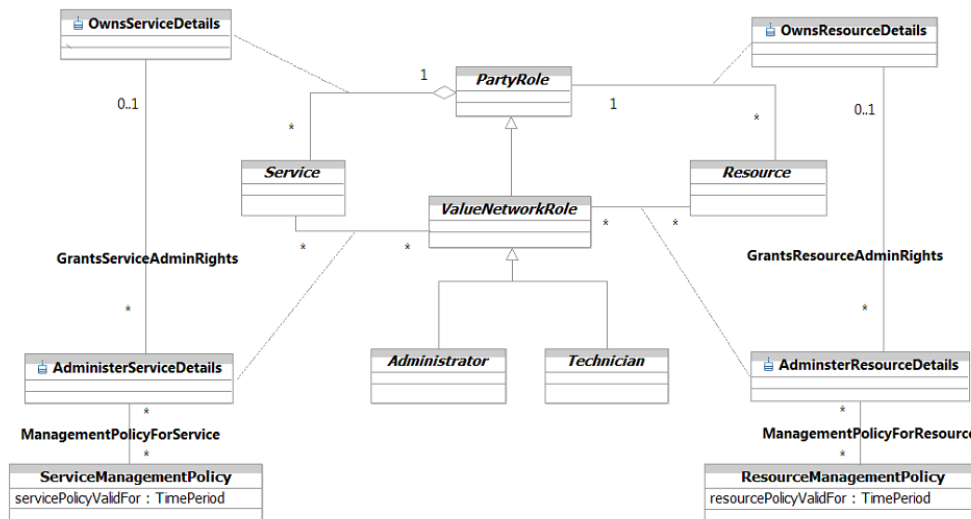 OwnsServiceDetails
OwnsResourceDetails
1
PartyRole
0..1
1
0..1
*
*
Service
Resource
ValueNetworkRole
*
*
*
*
GrantsServiceAdminRights
GrantsResourceAdminRights
*
*
Administrator
Technician
AdministerServiceDetails
AdminsterResourceDetails
*
*
ManagementPolicyForService
ManagementPolicyForResource
*
*
ServiceManagementPolicy
ResourceManagementPolicy
servicePolicyValidFor : TimePeriod
resourcePolicyValidFor : TimePeriod